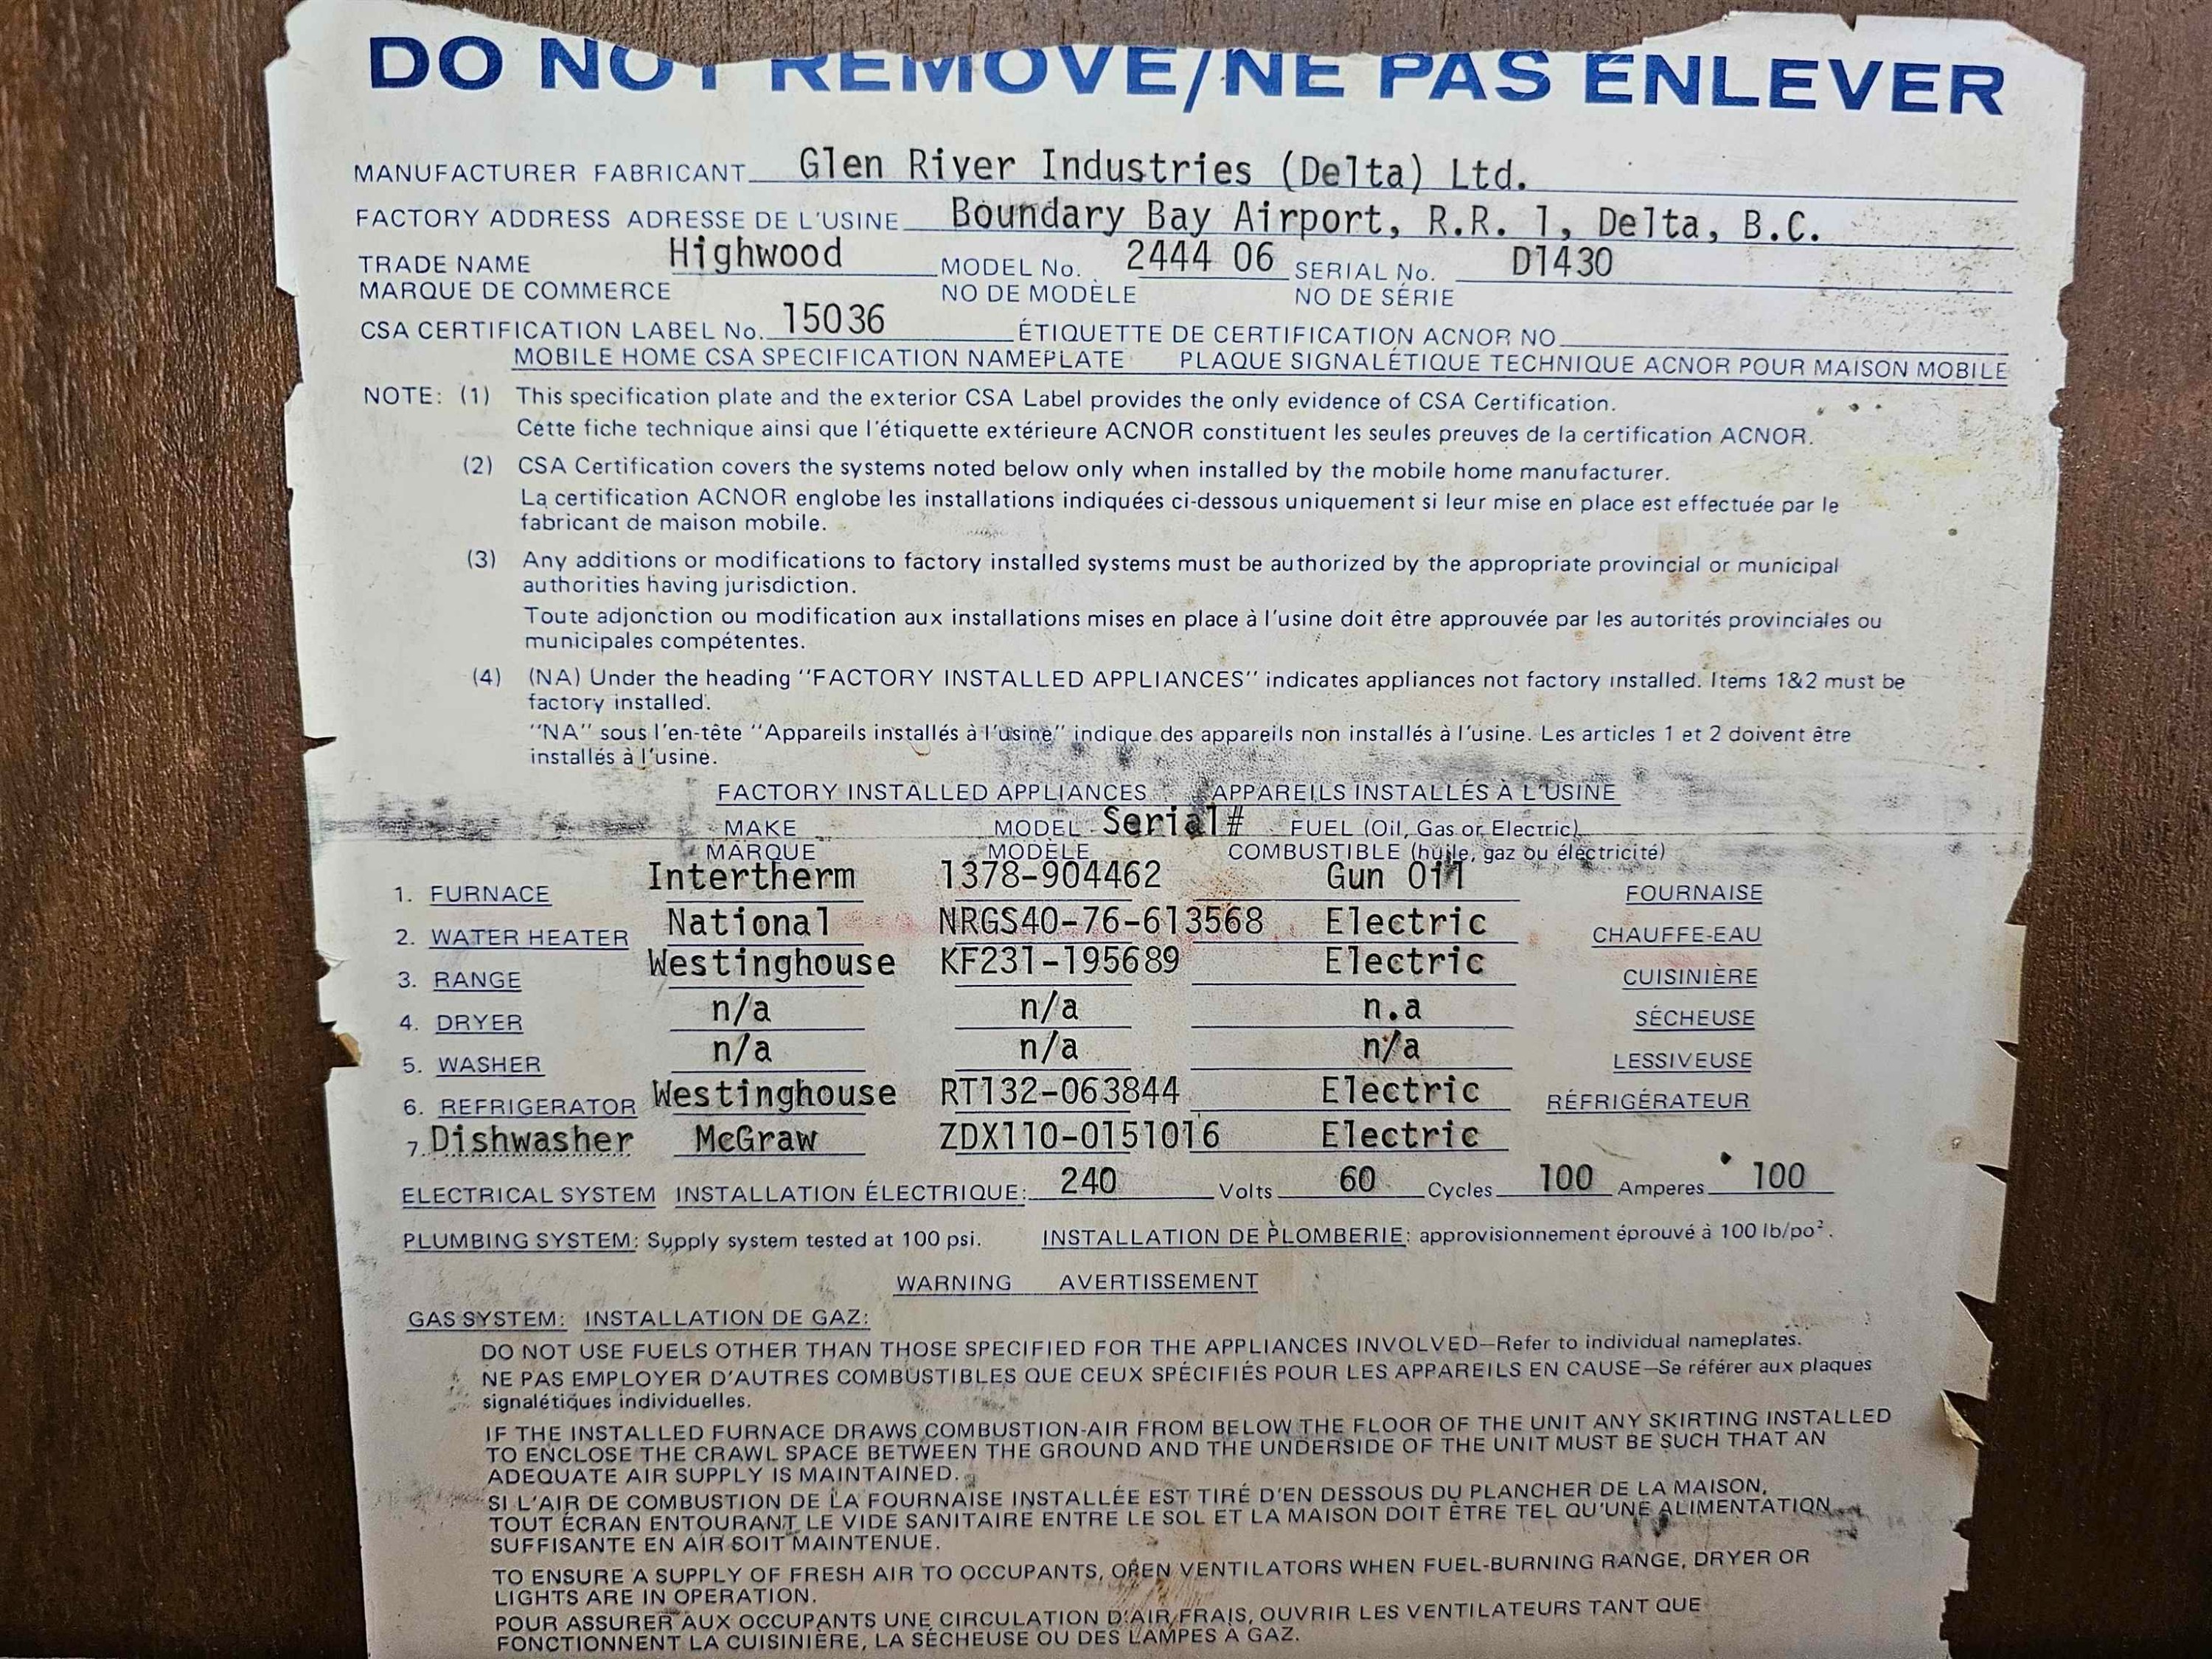 DO NOT REMOVE/NE PAS ENLEVER
MANUFACTURER FABRICANT Glen River Industries (Delta) Ltd.
FACTORY ADDRESS ADRESSE DE L'USINE Boundary Bay Airport, R.R. 1, Delta, B.C.
TRADE NAME Highwood MODEL No. 2444 06 SERIAL No. D1430
MARQUE DE COMMERCE NO DE MODÈLE NO DE SÉRIE
CSA CERTIFICATION LABEL No. 15036 ÉTIQUETTE DE CERTIFICATION ACNOR NO
MOBILE HOME CSA SPECIFICATION NAMEPLATE PLAQUE SIGNALÉTIQUE TECHNIQUE ACNOR POUR MAISON MOBILE
NOTE: (1) This specification plate and the exterior CSA Label provides the only evidence of CSA Certification.
Cette fiche technique ainsi que l'étiquette extérieure ACNOR constituent les seules preuves de la certification ACNOR.
(2) CSA Certification covers the systems noted below only when installed by the mobile home manufacturer.
La certification ACNOR englobe les installations indiquées ci-dessous uniquement si leur mise en place est effectuée par le
fabricant de maison mobile.
(3) Any additions or modifications to factory installed systems must be authorized by the appropriate provincial or municipal
authorities having jurisdiction.
Toute adjonction ou modification aux installations mises en place à l'usine doit être approuvée par les autorités provinciales ou
municipales compétentes.
(4) (NA) Under the heading "FACTORY INSTALLED APPLIANCES" indicates appliances not factory installed. Items 1&2 must be
factory installed.
"NA" sous l'en-tête "Appareils installés à l'usine" indique des appareils non installés à l'usine. Les articles 1 et 2 doivent être
installés à l'usine.
FACTORY INSTALLED APPLIANCES APPAREILS INSTALLÉS À L'USINE
MAKE MODEL Serial# FUEL (Oil, Gas or Electric)
MARQUE MODÈLE COMBUSTIBLE (huile, gaz ou électricité)
1. FURNACE Intertherm 1378-904462 Gun Oil FOURNAISE
2. WATER HEATER National NRGS40-76-613568 Electric CHAUFFE-EAU
3. RANGE Westinghouse KF231-195689 Electric CUISINIÈRE
4. DRYER n/a n/a n.a SÉCHEUSE
5. WASHER n/a n/a n/a LESSIVEUSE
6. REFRIGERATOR Westinghouse RT132-063844 Electric RÉFRIGÉRATEUR
7. Dishwasher McGraw ZDX110-0151016 Electric
ELECTRICAL SYSTEM INSTALLATION ÉLECTRIQUE: 240 Volts 60 Cycles 100 Amperes 100
PLUMBING SYSTEM: Supply system tested at 100 psi. INSTALLATION DE PLOMBERIE: approvisionnement éprouvé à 100 lb/po².
WARNING AVERTISSEMENT
GAS SYSTEM: INSTALLATION DE GAZ:
DO NOT USE FUELS OTHER THAN THOSE SPECIFIED FOR THE APPLIANCES INVOLVED—Refer to individual nameplates.
NE PAS EMPLOYER D'AUTRES COMBUSTIBLES QUE CEUX SPÉCIFIÉS POUR LES APPAREILS EN CAUSE—Se référer aux plaques
signalétiques individuelles.
IF THE INSTALLED FURNACE DRAWS COMBUSTION-AIR FROM BELOW THE FLOOR OF THE UNIT ANY SKIRTING INSTALLED
TO ENCLOSE THE CRAWL SPACE BETWEEN THE GROUND AND THE UNDERSIDE OF THE UNIT MUST BE SUCH THAT AN
ADEQUATE AIR SUPPLY IS MAINTAINED.
SI L'AIR DE COMBUSTION DE LA FOURNAISE INSTALLÉE EST TIRÉ D'EN DESSOUS DU PLANCHER DE LA MAISON,
TOUT ÉCRAN ENTOURANT LE VIDE SANITAIRE ENTRE LE SOL ET LA MAISON DOIT ÊTRE TEL QU'UNE ALIMENTATION
SUFFISANTE EN AIR SOIT MAINTENUE.
TO ENSURE A SUPPLY OF FRESH AIR TO OCCUPANTS, OPEN VENTILATORS WHEN FUEL-BURNING RANGE, DRYER OR
LIGHTS ARE IN OPERATION.
POUR ASSURER AUX OCCUPANTS UNE CIRCULATION D'AIR FRAIS, OUVRIR LES VENTILATEURS TANT QUE
FONCTIONNENT LA CUISINIÈRE, LA SÉCHEUSE OU DES LAMPES À GAZ.